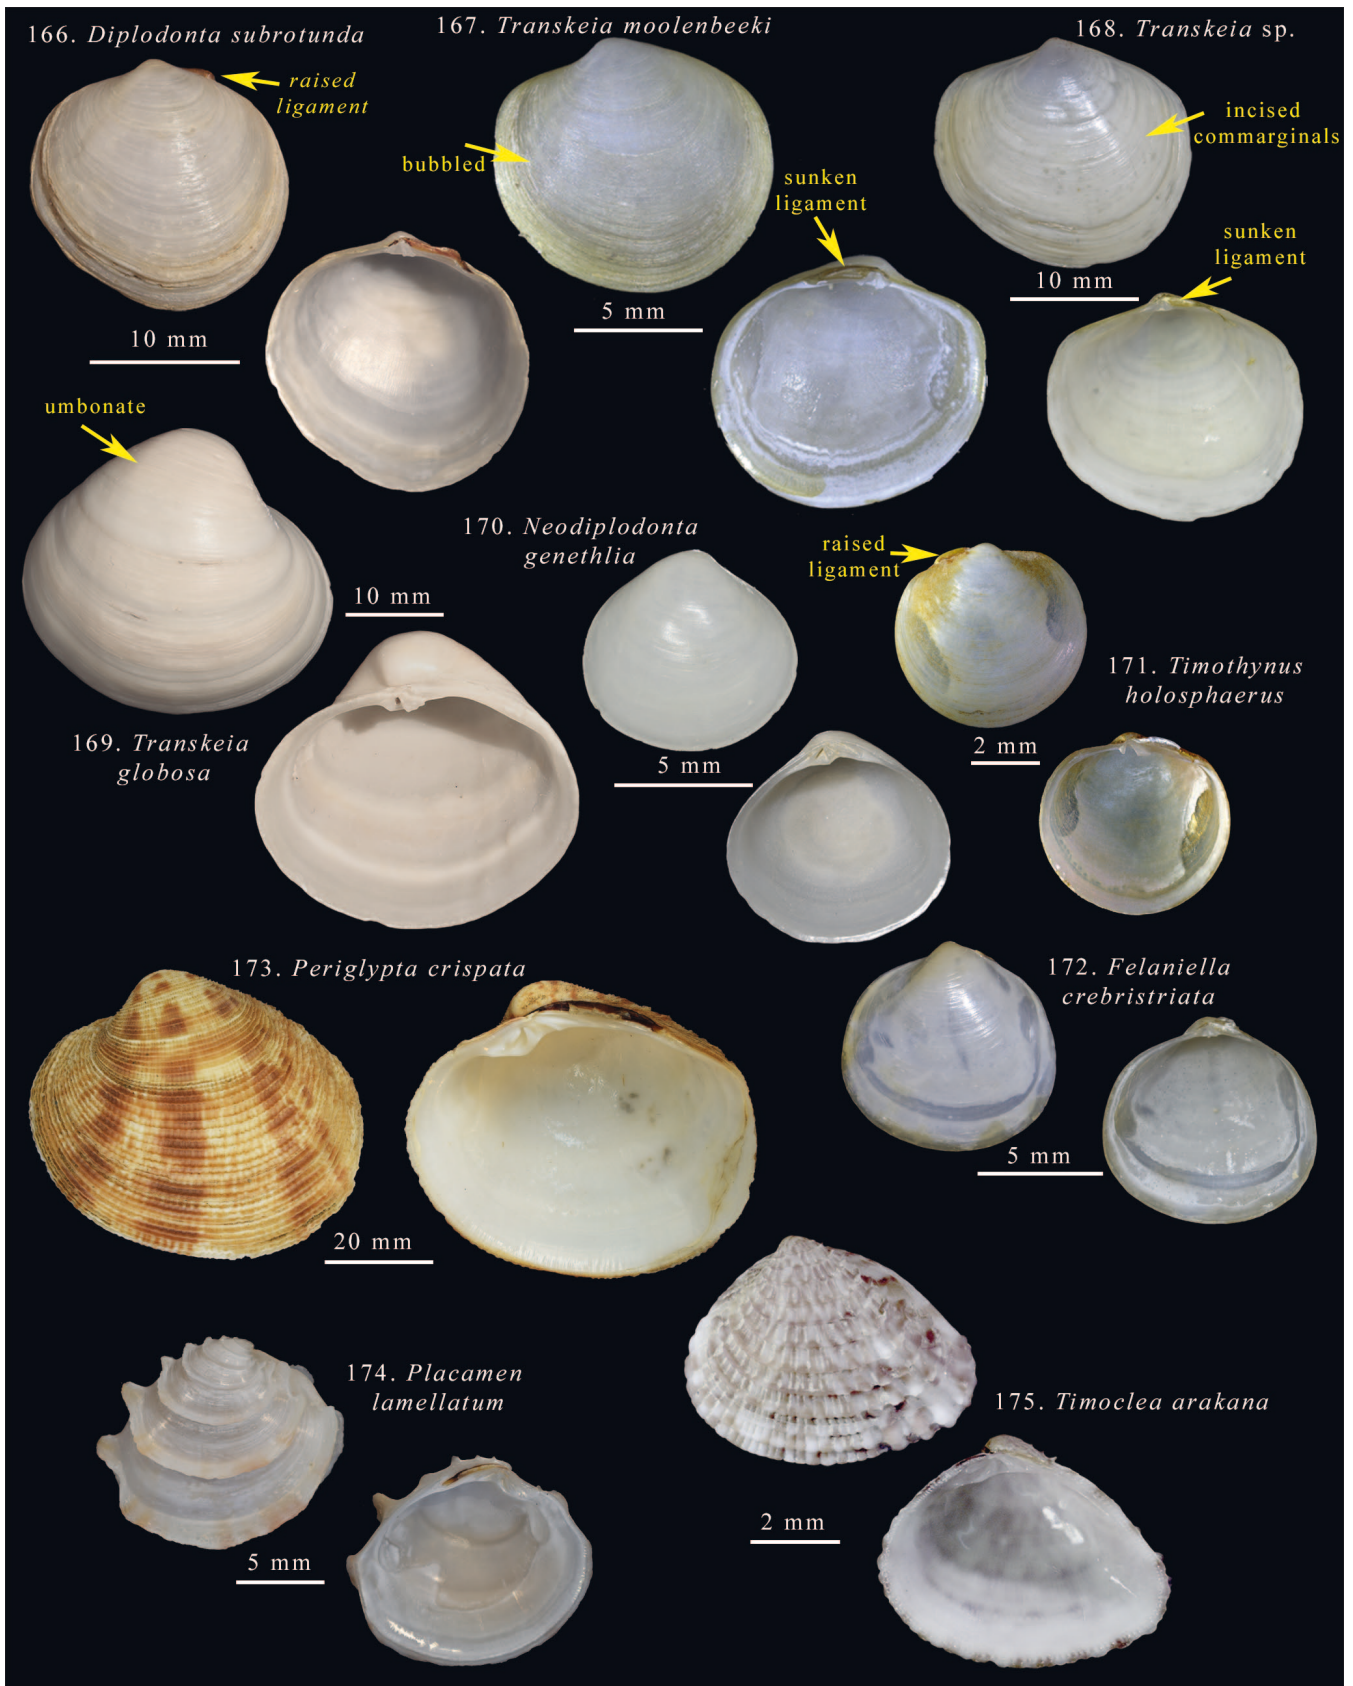 166. Diplodonta subrotunda
raised
ligament
10 mm
167. Transkeia moolenbeeki
bubbled
sunken
ligament
5 mm
168. Transkeia sp.
incised
commarginals
sunken
ligament
10 mm
umbonate
10 mm
169. Transkeia
globosa
170. Neodiplodonta
genethlia
5 mm
raised
ligament
171. Timothynus
holosphaerus
2 mm
173. Periglypta crispata
20 mm
172. Felaniella
crebristriata
5 mm
174. Placamen
lamellatum
5 mm
175. Timoclea arakana
2 mm